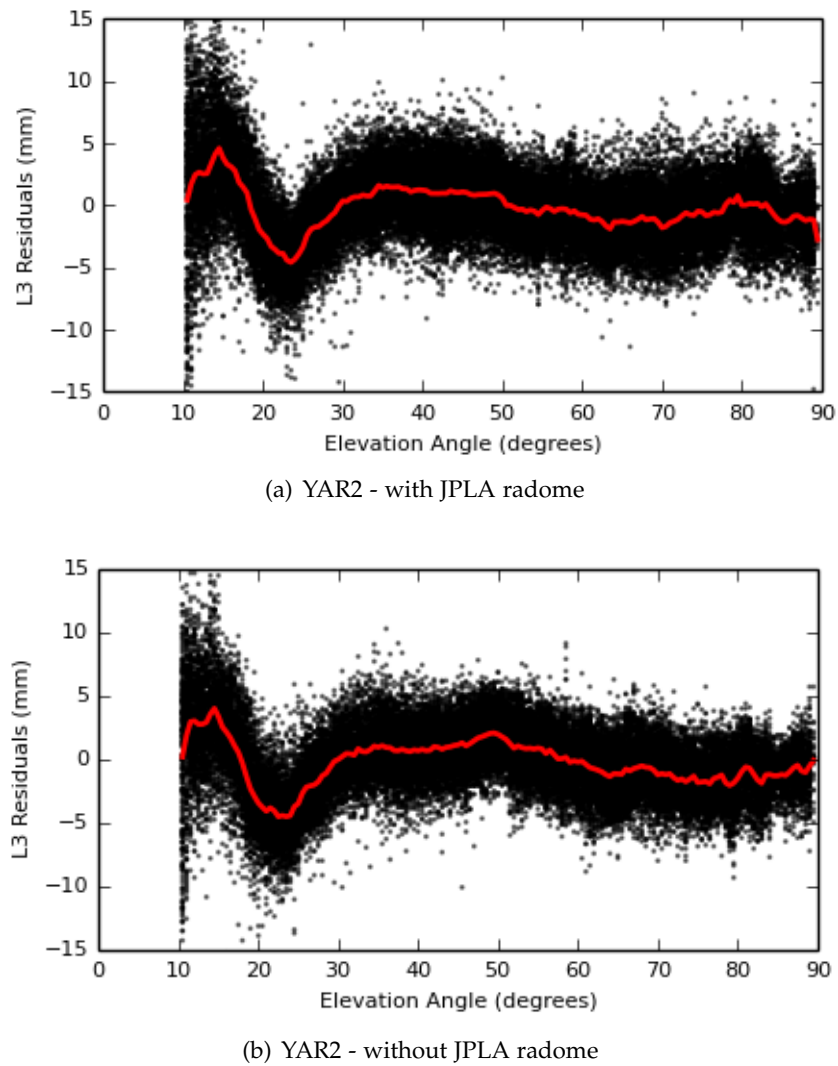 15
10
5
0
−5
−10
−15
L3 Residuals (mm)
0 10 20 30 40 50 60 70 80 90
Elevation Angle (degrees)
(a) YAR2 - with JPLA radome
15
10
5
0
−5
−10
−15
L3 Residuals (mm)
0 10 20 30 40 50 60 70 80 90
Elevation Angle (degrees)
(b) YAR2 - without JPLA radome